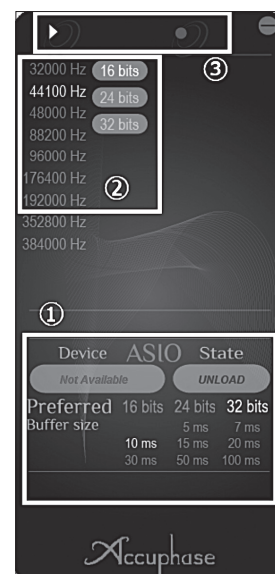 ③
32000 Hz 16 bits
44100 Hz 24 bits
48000 Hz 32 bits
88200 Hz
96000 Hz
176400 Hz
192000 Hz ②
352800 Hz
384000 Hz
①
Device ASIO State
Not Available UNLOAD
Preferred 16 bits 24 bits 32 bits
Buffer size 5 ms 7 ms
10 ms 15 ms 20 ms
30 ms 50 ms 100 ms
Accuphase